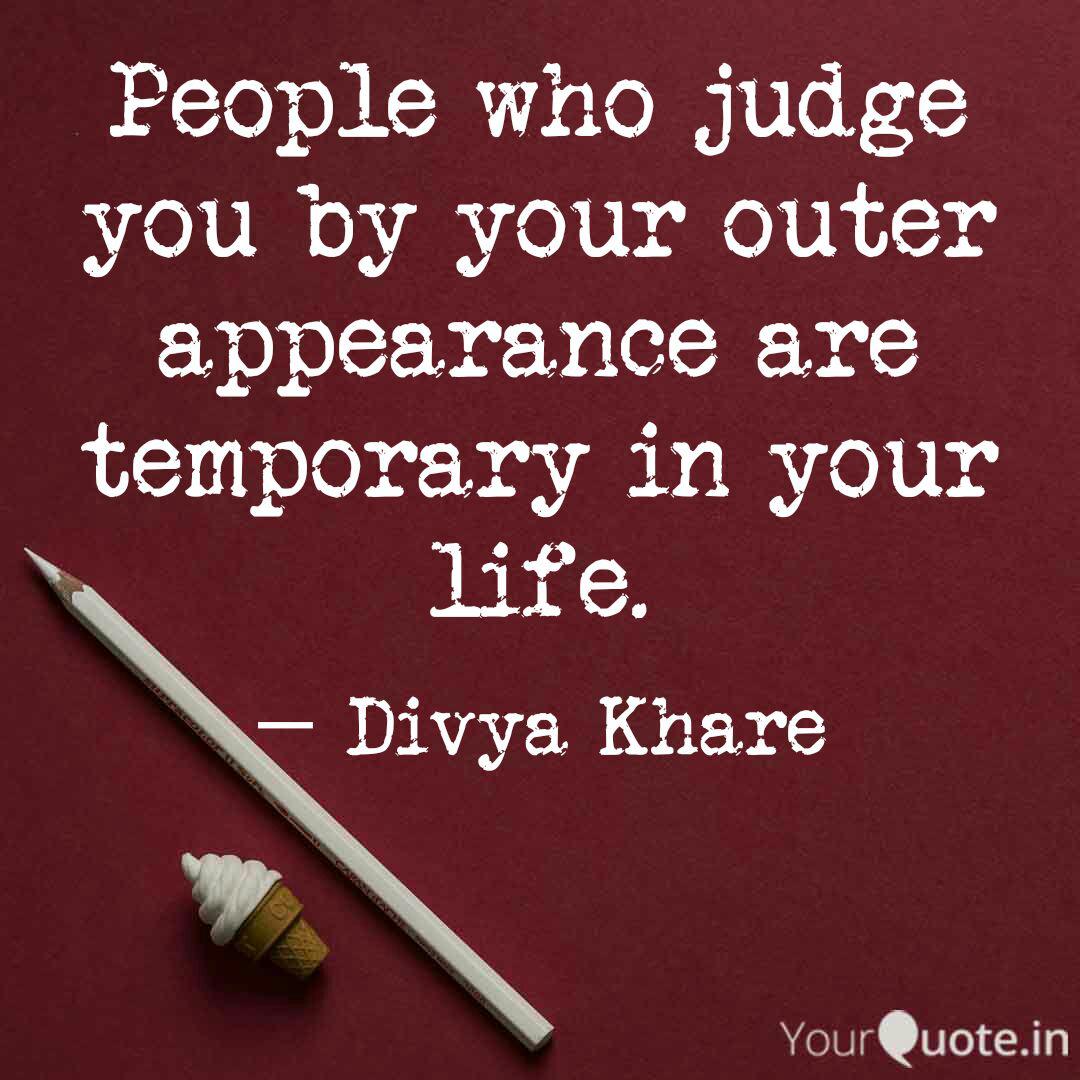 People who judge
you by your outer
appearance are
temporary in your
life.
— Divya Khare
YourQuote.in